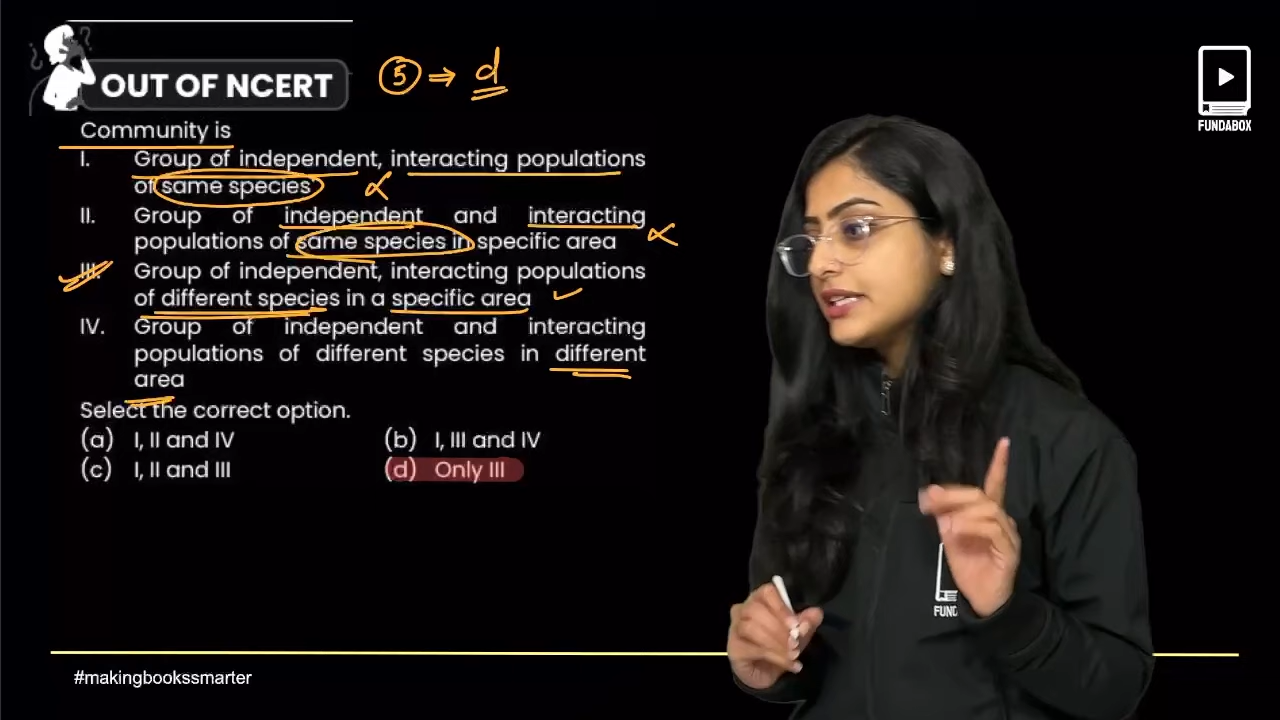 OUT OF NCERT
⑤ ⇒ d
FUNDABOX
Community is
I. Group of independent, interacting populations
of same species
II. Group of independent and interacting
populations of same species in specific area
III. Group of independent, interacting populations
of different species in a specific area
IV. Group of independent and interacting
populations of different species in different
area
Select the correct option.
(a) I, II and IV (b) I, III and IV
(c) I, II and III (d) Only III
#makingbookssmarter